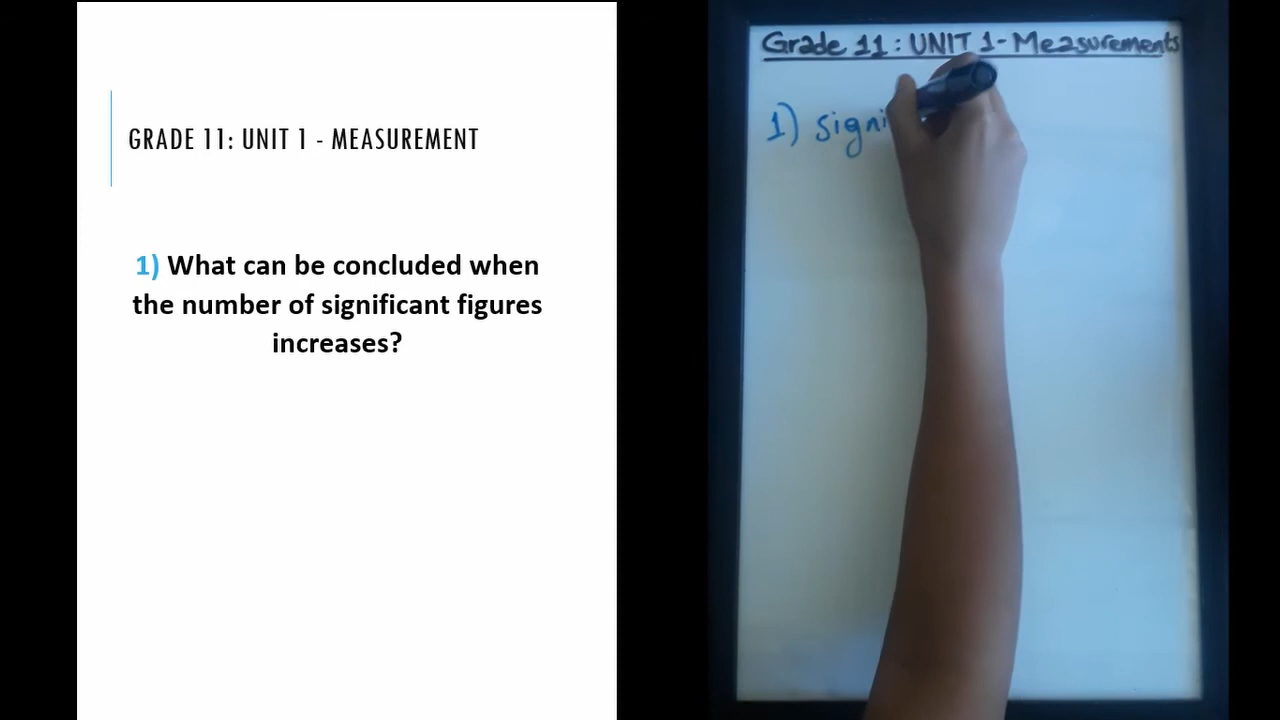 GRADE 11: UNIT 1 - MEASUREMENT
1) What can be concluded when
the number of significant figures
increases?
Grade 11: UNIT 1- Measurements
1) signi